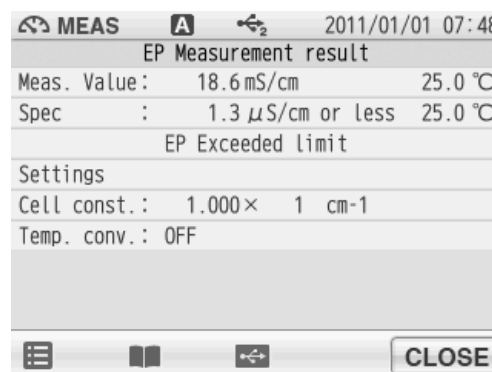 MEAS A 2 2011/01/01 07:48
EP Measurement result
Meas. Value: 18.6 mS/cm 25.0 ℃
Spec : 1.3 μS/cm or less 25.0 ℃
EP Exceeded limit
Settings
Cell const.: 1.000× 1 cm-1
Temp. conv.: OFF
CLOSE